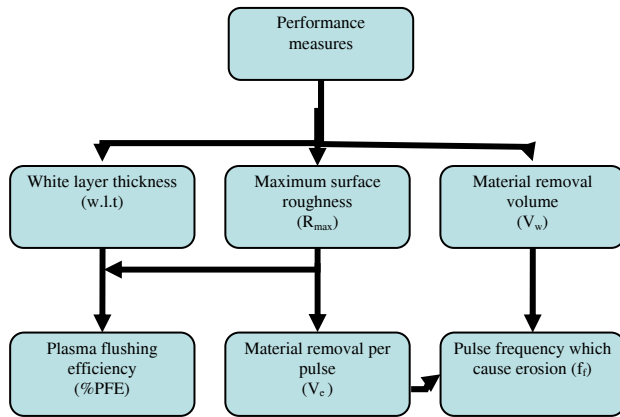 Performance
measures
White layer thickness
(w.l.t)
Maximum surface
roughness
(Rmax)
Material removal
volume
(Vw)
Plasma flushing
efficiency
(%PFE)
Material removal per
pulse
(Ve )
Pulse frequency which
cause erosion (ff)